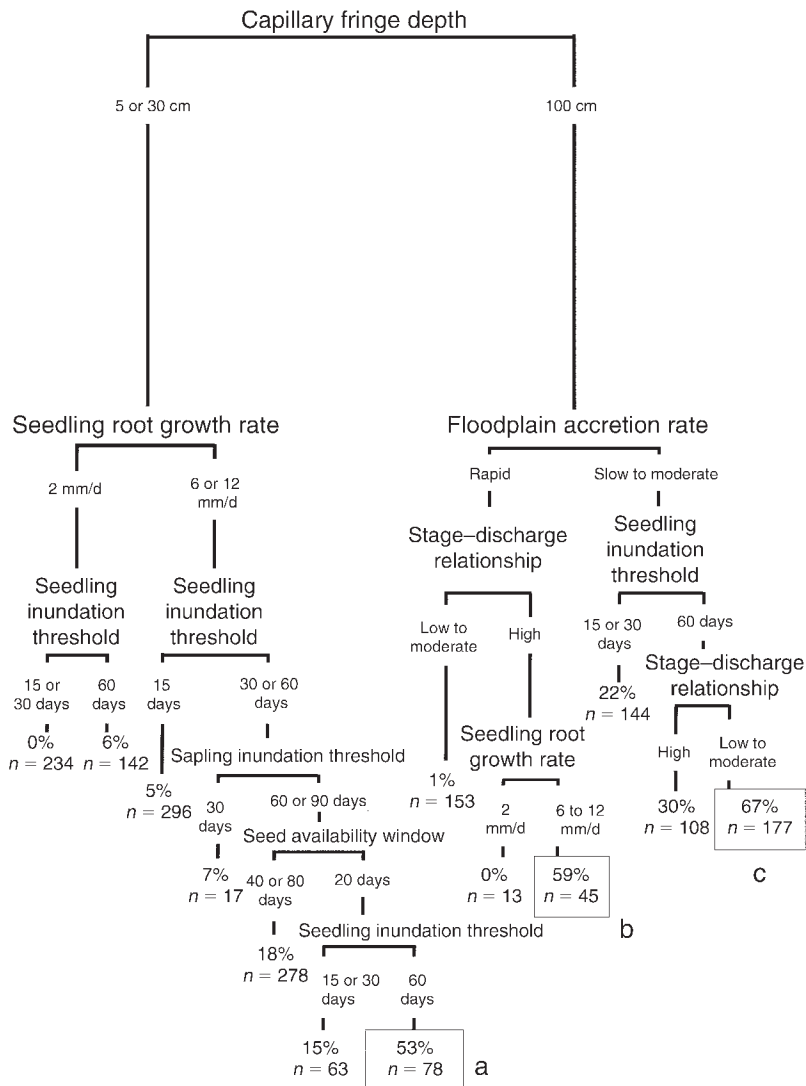 Capillary fringe depth
5 or 30 cm
100 cm
Seedling root growth rate
Floodplain accretion rate
2 mm/d
6 or 12
mm/d
Rapid
Slow to moderate
Stage–discharge
relationship
Seedling
inundation
threshold
Seedling
inundation
threshold
Seedling
inundation
threshold
Low to
moderate
High
15 or 30
days
60 days
15 or
30 days
60
days
15
days
30 or 60
days
22%
n = 144
Stage–discharge
relationship
0%
n = 234
6%
n = 142
5%
n = 296
Sapling inundation threshold
Seedling root
growth rate
High
Low to
moderate
30
days
60 or 90 days
1%
n = 153
2
mm/d
6 to 12
mm/d
30%
n = 108
67%
n = 177
c
Seed availability window
7%
n = 17
40 or 80
days
20 days
0%
n = 13
59%
n = 45
b
18%
n = 278
Seedling inundation threshold
15 or 30
days
60
days
15%
n = 63
53%
n = 78
a